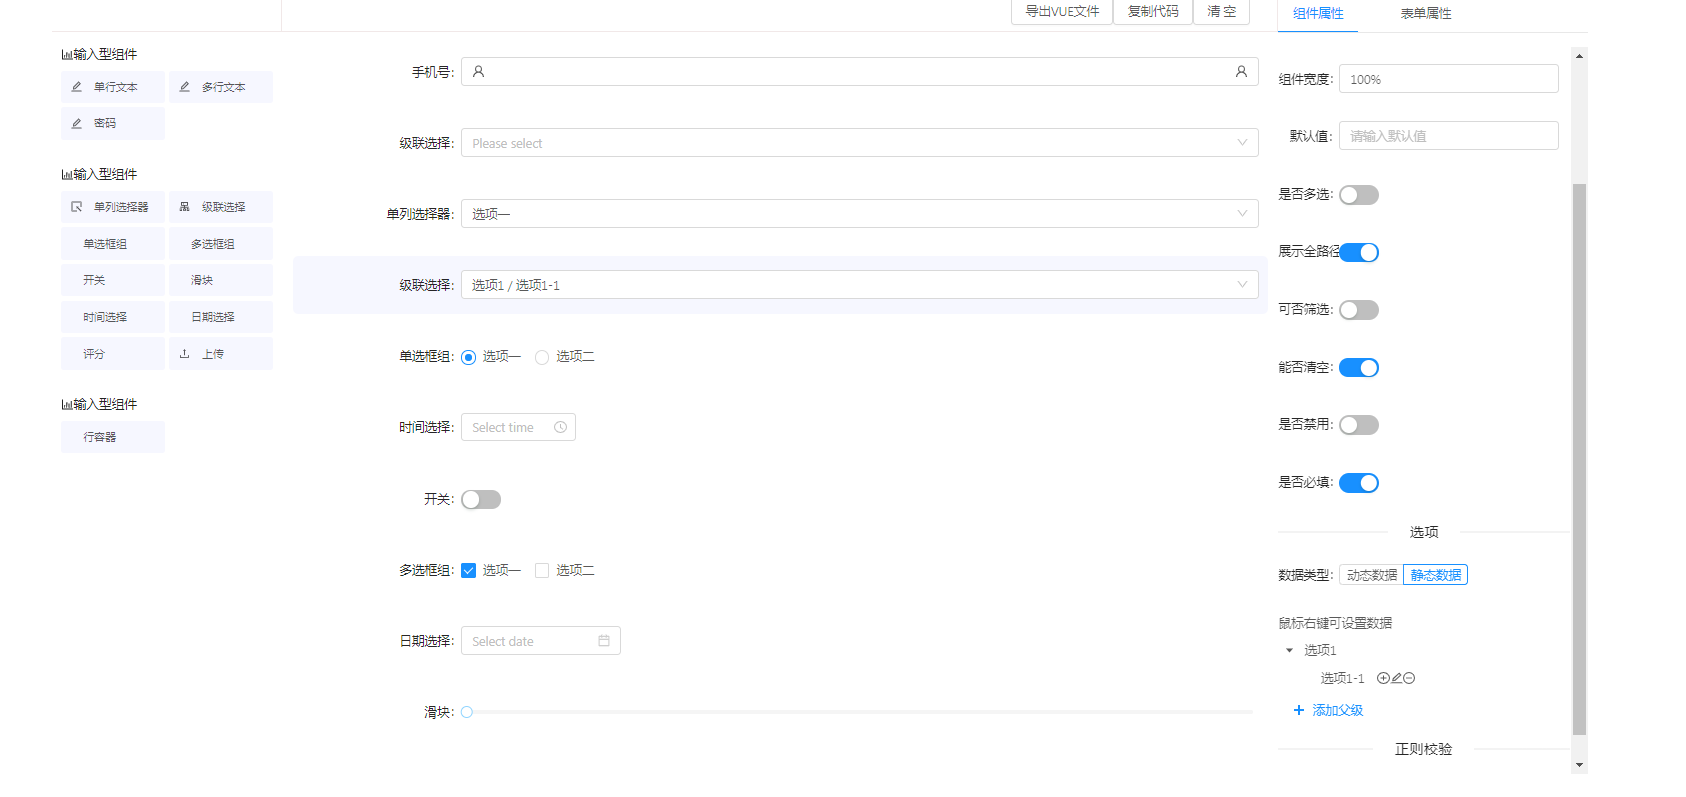 导出VUE文件 复制代码 清 空
组件属性 表单属性
输入型组件
单行文本 多行文本
密码
输入型组件
单列选择器 级联选择
单选框组 多选框组
开关 滑块
时间选择 日期选择
评分 上传
输入型组件
行容器
手机号:
级联选择: Please select
单列选择器: 选项一
级联选择: 选项1 / 选项1-1
单选框组: 选项一 选项二
时间选择: Select time
开关:
多选框组: 选项一 选项二
日期选择: Select date
滑块:
组件宽度: 100%
默认值: 请输入默认值
是否多选:
展示全路径
可否筛选:
能否清空:
是否禁用:
是否必填:
选项
数据类型: 动态数据 静态数据
鼠标右键可设置数据
选项1
选项1-1
添加父级
正则校验